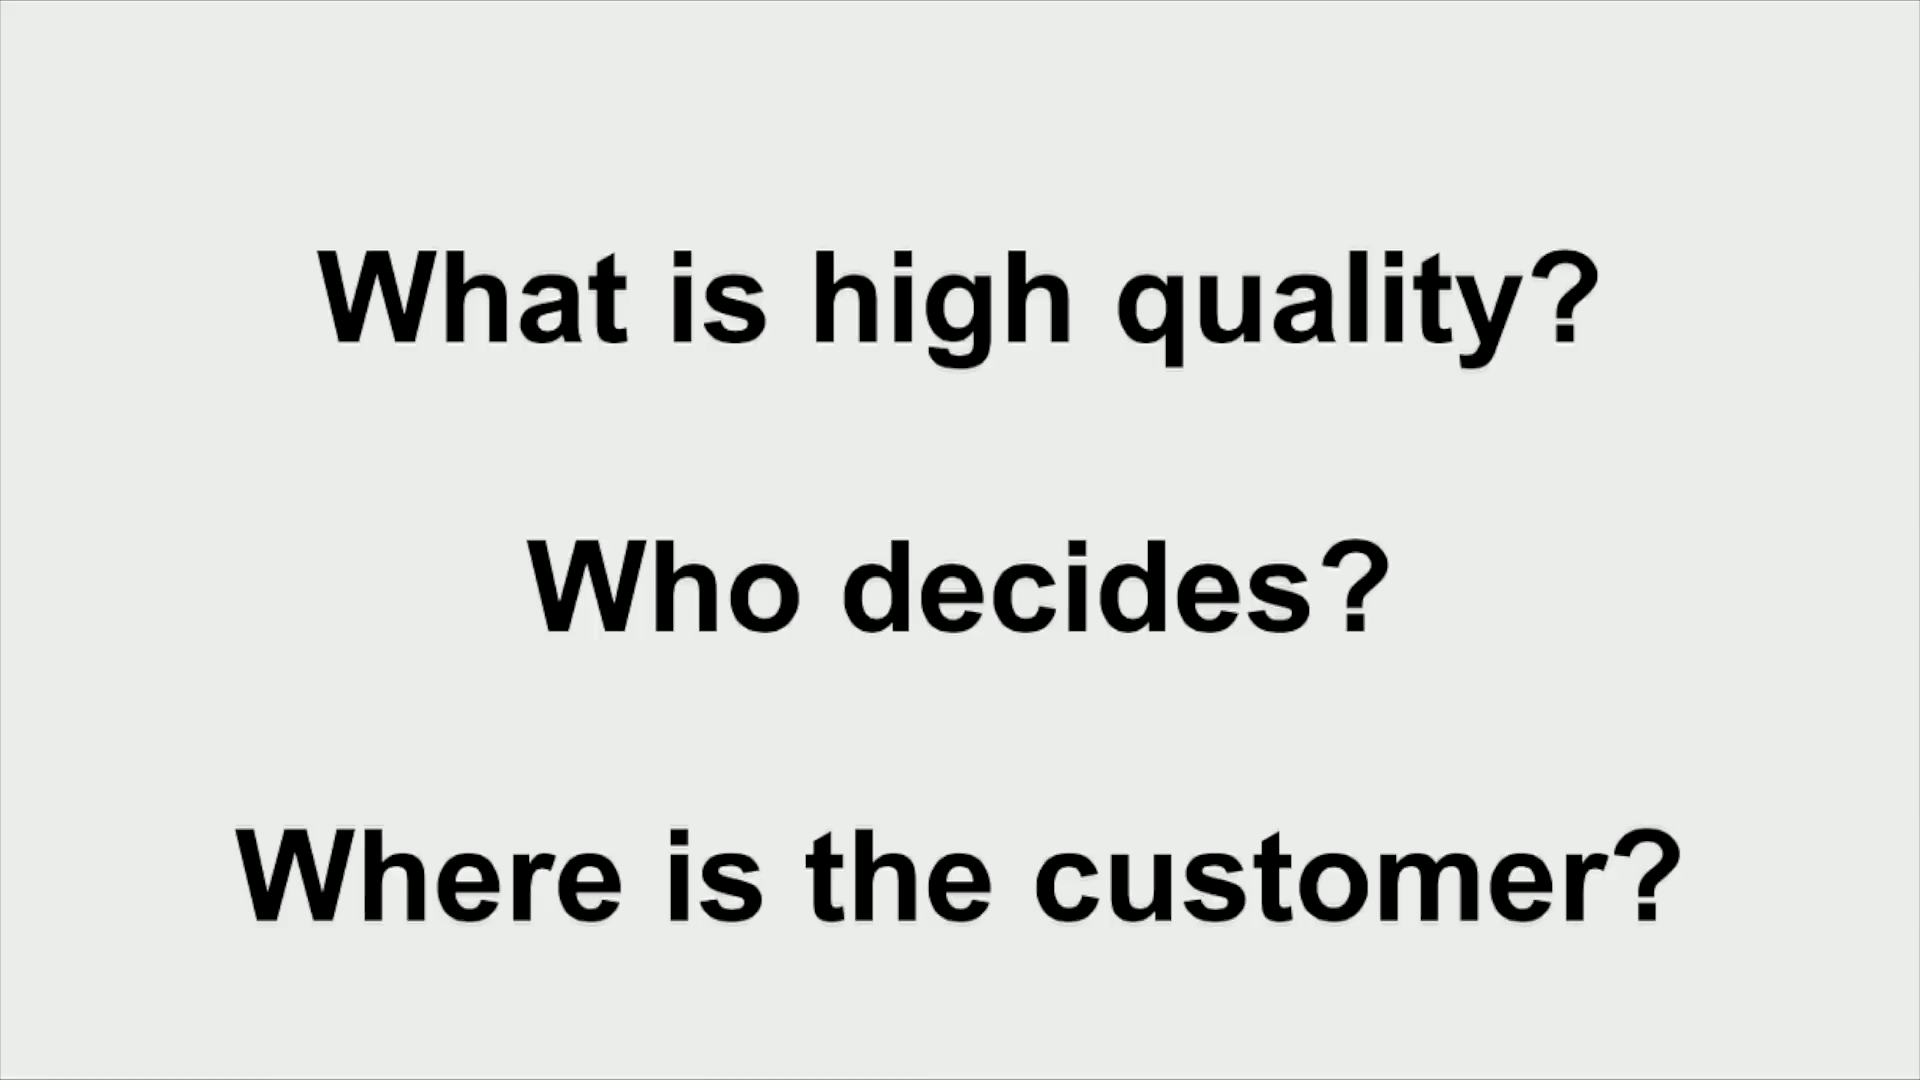 What is high quality?
Who decides?
Where is the customer?